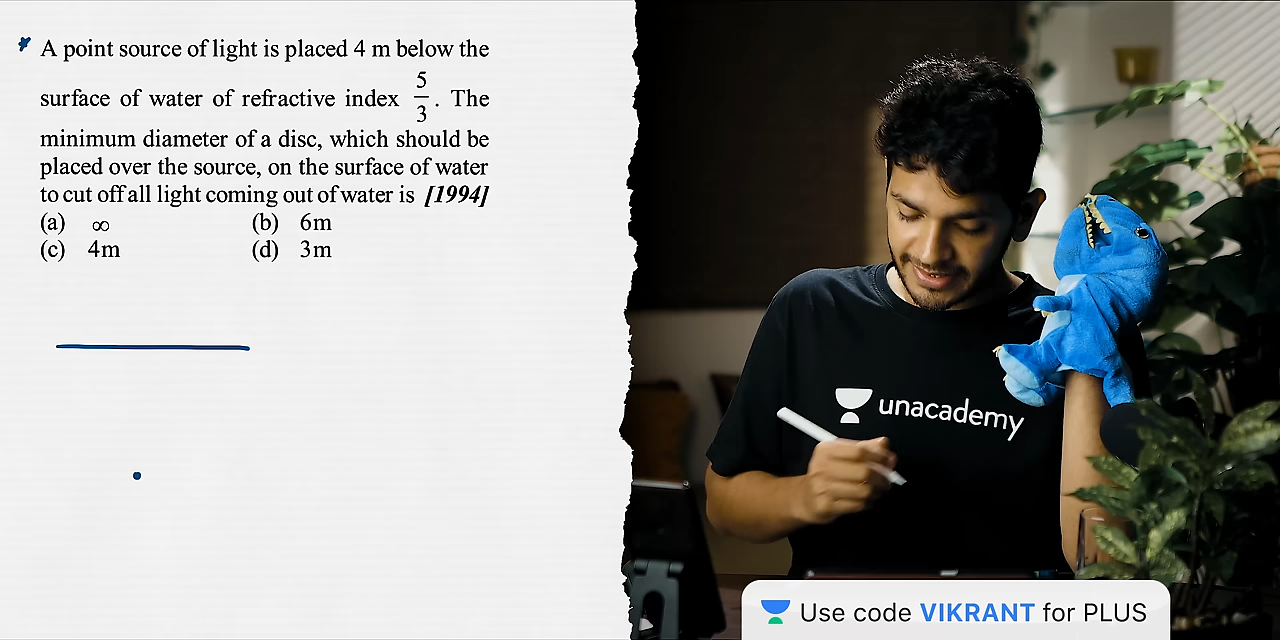 A point source of light is placed 4 m below the
surface of water of refractive index 5/3. The
minimum diameter of a disc, which should be
placed over the source, on the surface of water
to cut off all light coming out of water is [1994]
(a) ∞ (b) 6m
(c) 4m (d) 3m
unacademy
Use code VIKRANT for PLUS